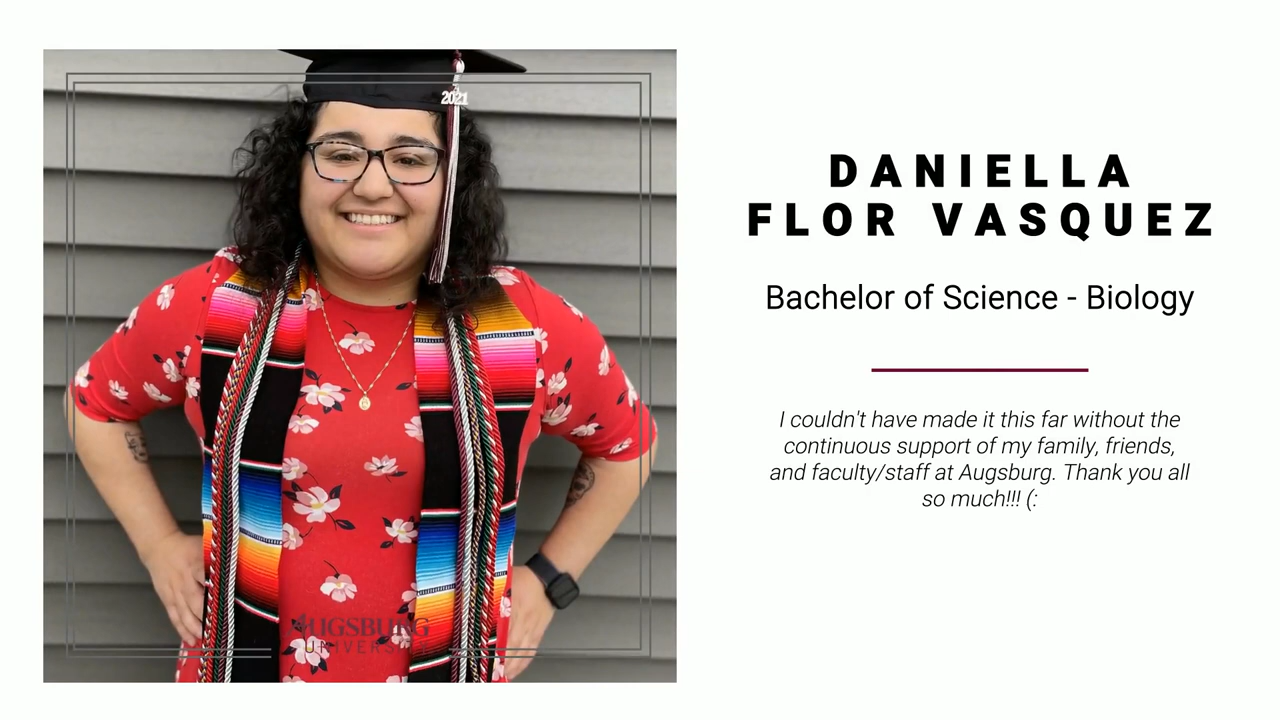 2021
AUGSBURG
UNIVERSITY
DANIELLA
FLOR VASQUEZ
Bachelor of Science - Biology
I couldn't have made it this far without the
continuous support of my family, friends,
and faculty/staff at Augsburg. Thank you all
so much!!! (: